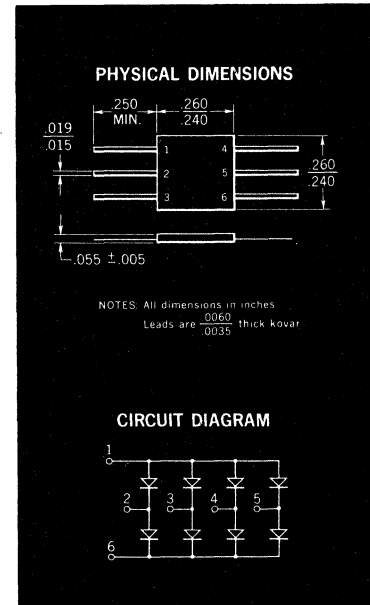 PHYSICAL DIMENSIONS
.250 MIN.
.260
.240
.019
.015
1 4
2 5
3 6
.260
.240
.055 ±.005
NOTES: All dimensions in inches
Leads are .0060/.0035 thick kovar
CIRCUIT DIAGRAM
1
2 3 4 5
6